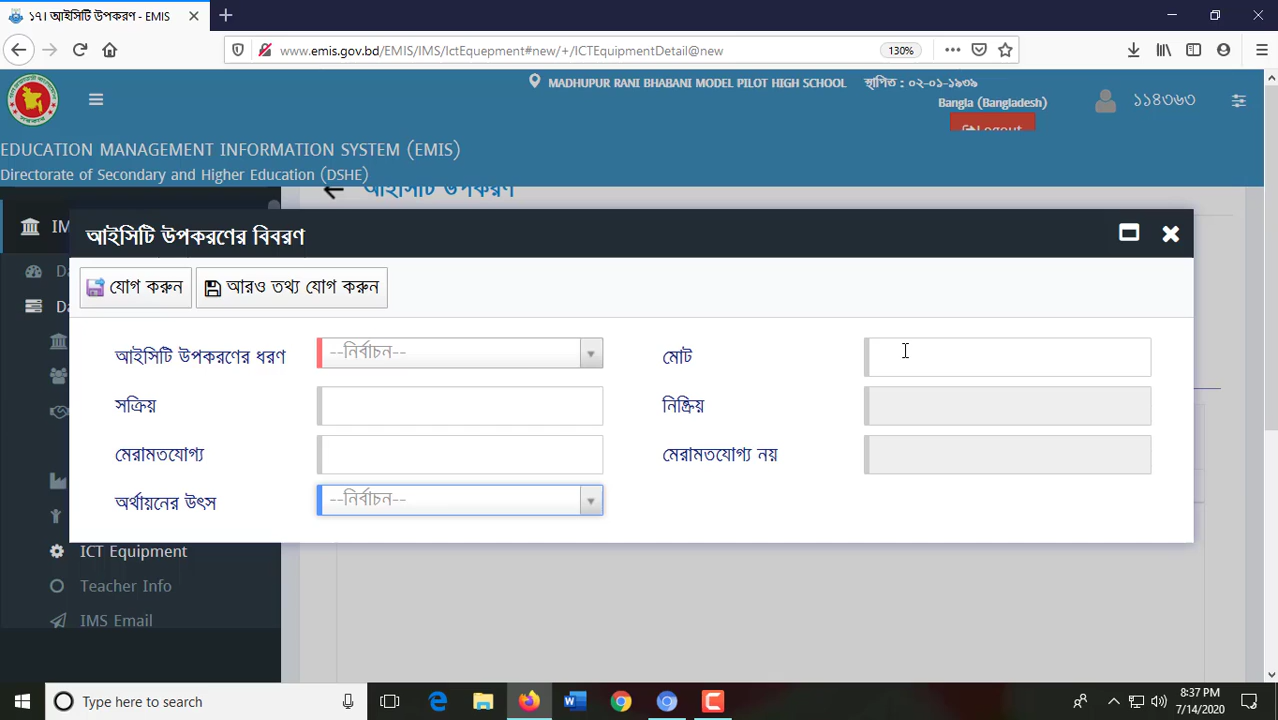 ১৭। আইসিটি উপকরণ - EMIS
www.emis.gov.bd/EMIS/IMS/IctEquepment#new/+/ICTEquipmentDetail@new
130%
MADHUPUR RANI BHABANI MODEL PILOT HIGH SCHOOL
স্থাপিত : ০২-০১-১৯৩৯
Bangla (Bangladesh)
১১৪৩৬৩
Logout
EDUCATION MANAGEMENT INFORMATION SYSTEM (EMIS)
Directorate of Secondary and Higher Education (DSHE)
আইসিটি উপকরণ
আইসিটি উপকরণের বিবরণ
যোগ করুন
আরও তথ্য যোগ করুন
আইসিটি উপকরণের ধরণ
--নির্বাচন--
মোট
সক্রিয়
নিষ্ক্রিয়
মেরামতযোগ্য
মেরামতযোগ্য নয়
অর্থায়নের উৎস
--নির্বাচন--
ICT Equipment
Teacher Info
IMS Email
Type here to search
8:37 PM
7/14/2020